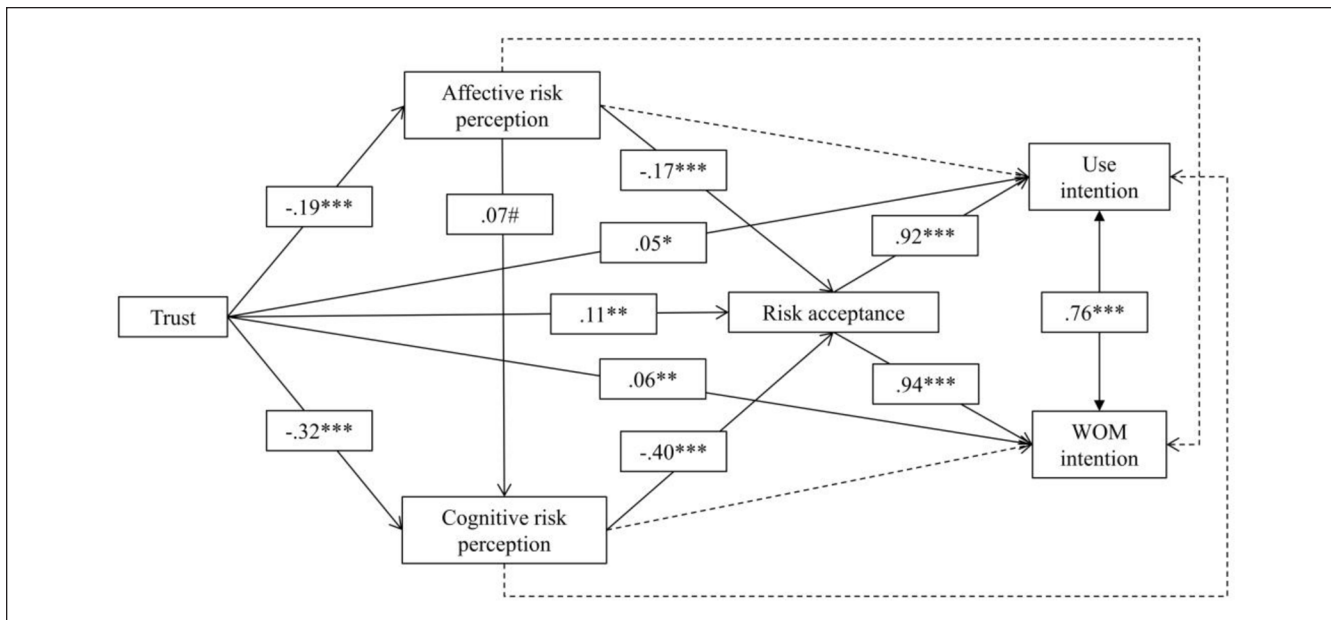 Affective risk
perception
Use
intention
-.17***
-.19***
.07#
.92***
.05*
Trust
.11**
Risk acceptance
.76***
.06**
.94***
-.32***
-.40***
WOM
intention
Cognitive risk
perception